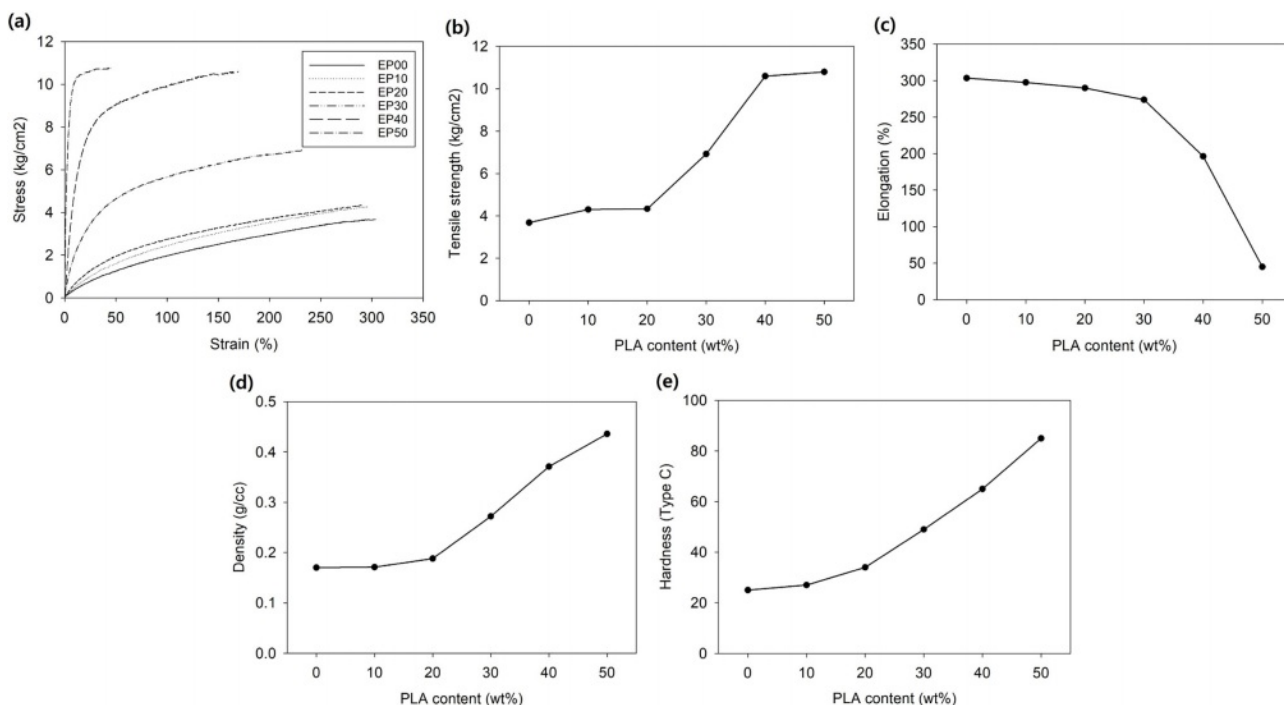 (a)
12
10
8
6
4
2
0
Stress (kg/cm2)
0 50 100 150 200 250 300 350
Strain (%)
EP00
EP10
EP20
EP30
EP40
EP50
(b)
12
10
8
6
4
2
0
Tensile strength (kg/cm2)
0 10 20 30 40 50
PLA content (wt%)
(c)
350
300
250
200
150
100
50
0
Elongation (%)
0 10 20 30 40 50
PLA content (wt%)
(d)
0.5
0.4
0.3
0.2
0.1
0.0
Density (g/cc)
0 10 20 30 40 50
PLA content (wt%)
(e)
100
80
60
40
20
0
Hardness (Type C)
0 10 20 30 40 50
PLA content (wt%)